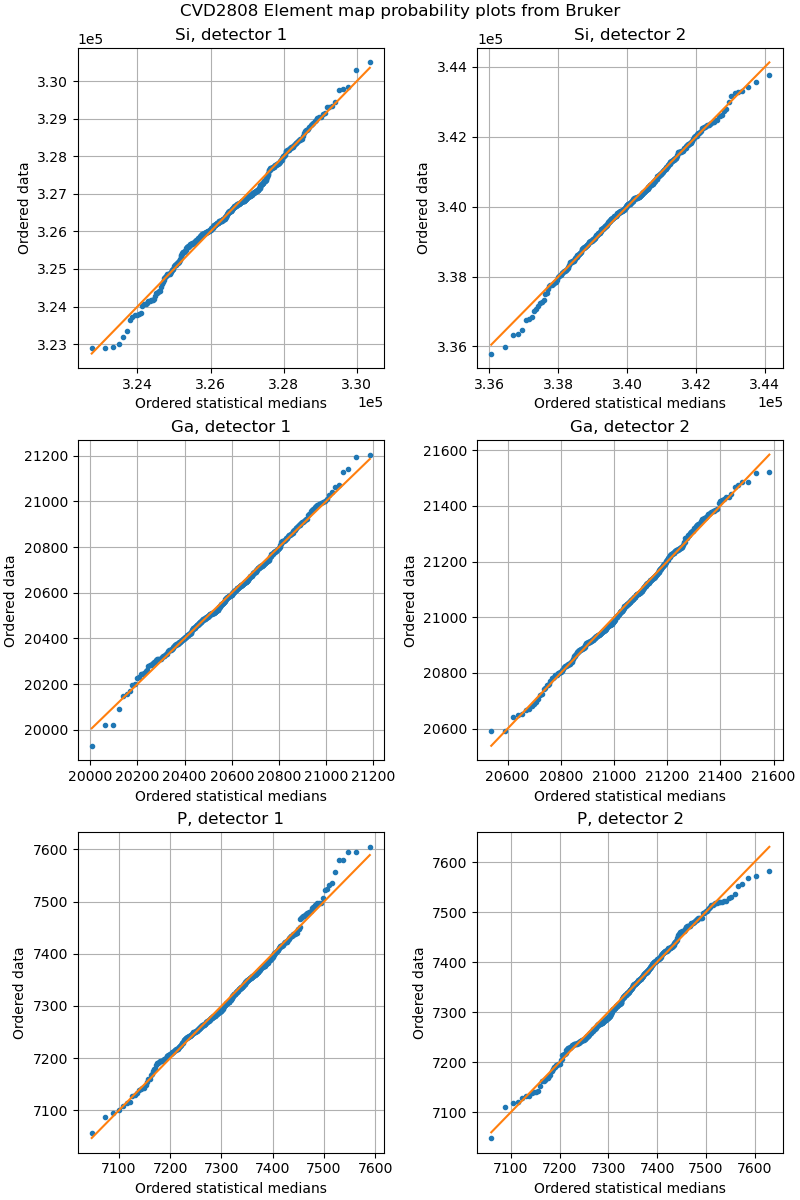 CVD2808 Element map probability plots from Bruker
Si, detector 1
1e5
3.30
3.29
3.28
3.27
3.26
3.25
3.24
3.23
Ordered data
3.24 3.26 3.28 3.30
Ordered statistical medians
1e5
Si, detector 2
1e5
3.44
3.42
3.40
3.38
3.36
Ordered data
3.36 3.38 3.40 3.42 3.44
Ordered statistical medians
1e5
Ga, detector 1
21200
21000
20800
20600
20400
20200
20000
Ordered data
20000 20200 20400 20600 20800 21000 21200
Ordered statistical medians
Ga, detector 2
21600
21400
21200
21000
20800
20600
Ordered data
20600 20800 21000 21200 21400 21600
Ordered statistical medians
P, detector 1
7600
7500
7400
7300
7200
7100
Ordered data
7100 7200 7300 7400 7500 7600
Ordered statistical medians
P, detector 2
7600
7500
7400
7300
7200
7100
Ordered data
7100 7200 7300 7400 7500 7600
Ordered statistical medians